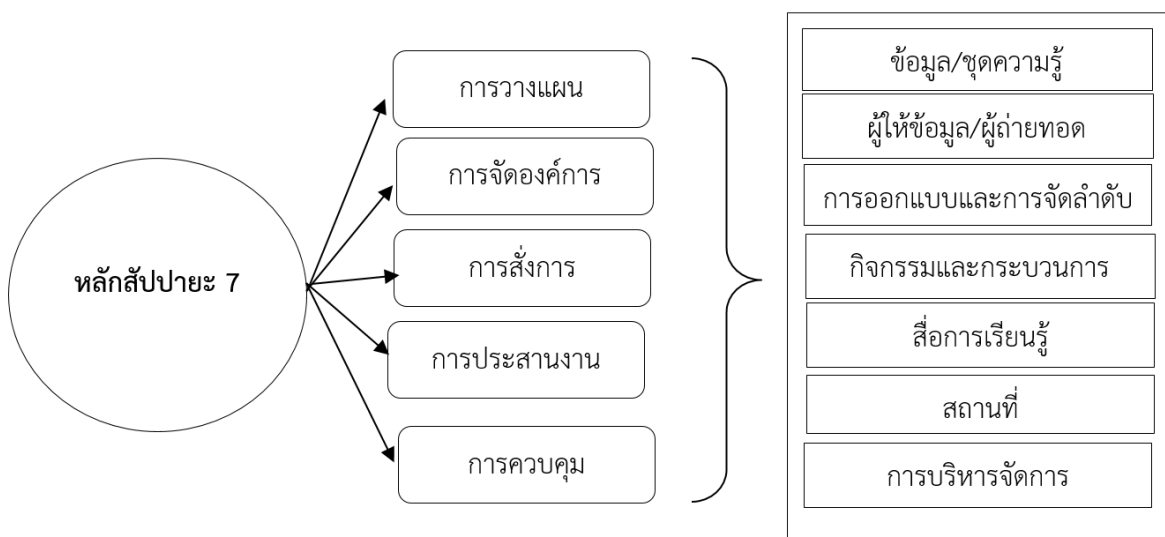 หลักสัปปายะ 7
การวางแผน
การจัดองค์การ
การสั่งการ
การประสานงาน
การควบคุม
ข้อมูล/ชุดความรู้
ผู้ให้ข้อมูล/ผู้ถ่ายทอด
การออกแบบและการจัดลำดับ
กิจกรรมและกระบวนการ
สื่อการเรียนรู้
สถานที่
การบริหารจัดการ